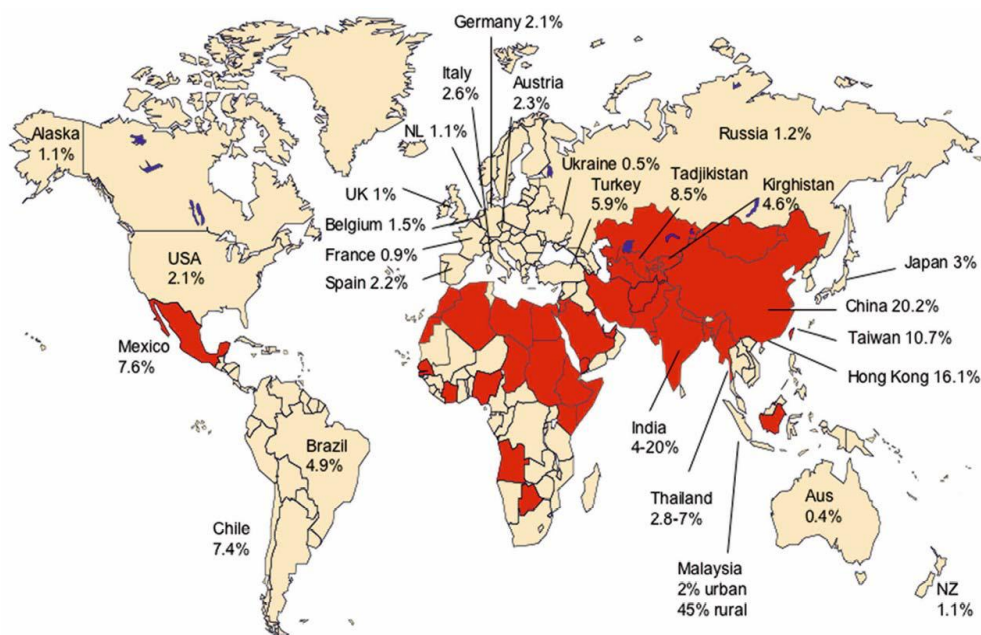 Germany 2.1%
Italy
2.6%
Austria
2.3%
Alaska
1.1%
NL 1.1%
Russia 1.2%
Ukraine 0.5%
Turkey
5.9%
Tadjikistan
8.5%
Kirghistan
4.6%
UK 1%
Belgium 1.5%
France 0.9%
Spain 2.2%
USA
2.1%
Japan 3%
China 20.2%
Taiwan 10.7%
Hong Kong 16.1%
Mexico
7.6%
India
4-20%
Brazil
4.9%
Thailand
2.8-7%
Aus
0.4%
Chile
7.4%
Malaysia
2% urban
45% rural
NZ
1.1%